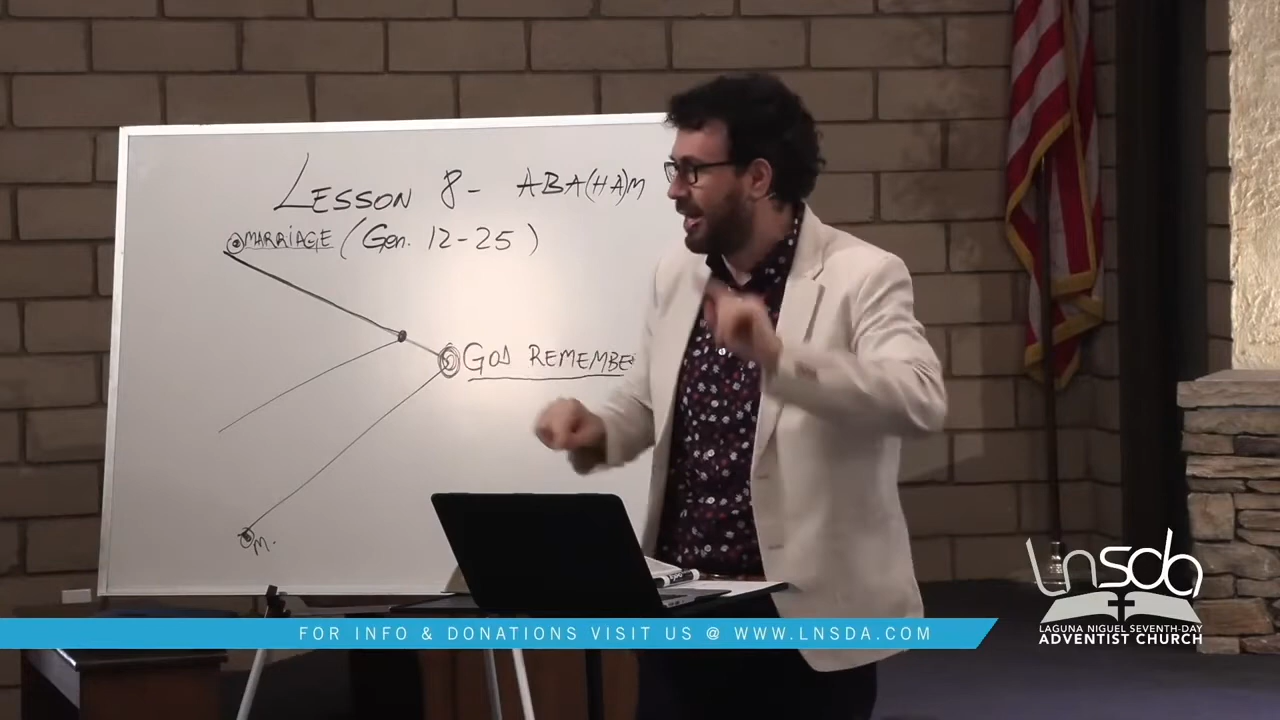 LESSON 8- ABA(HA)M
MARRIAGE (Gen. 12-25)
GOD REMEMBE
M.
FOR INFO & DONATIONS VISIT US @ WWW.LNSDA.COM
LNSDA
LAGUNA NIGUEL SEVENTH-DAY
ADVENTIST CHURCH